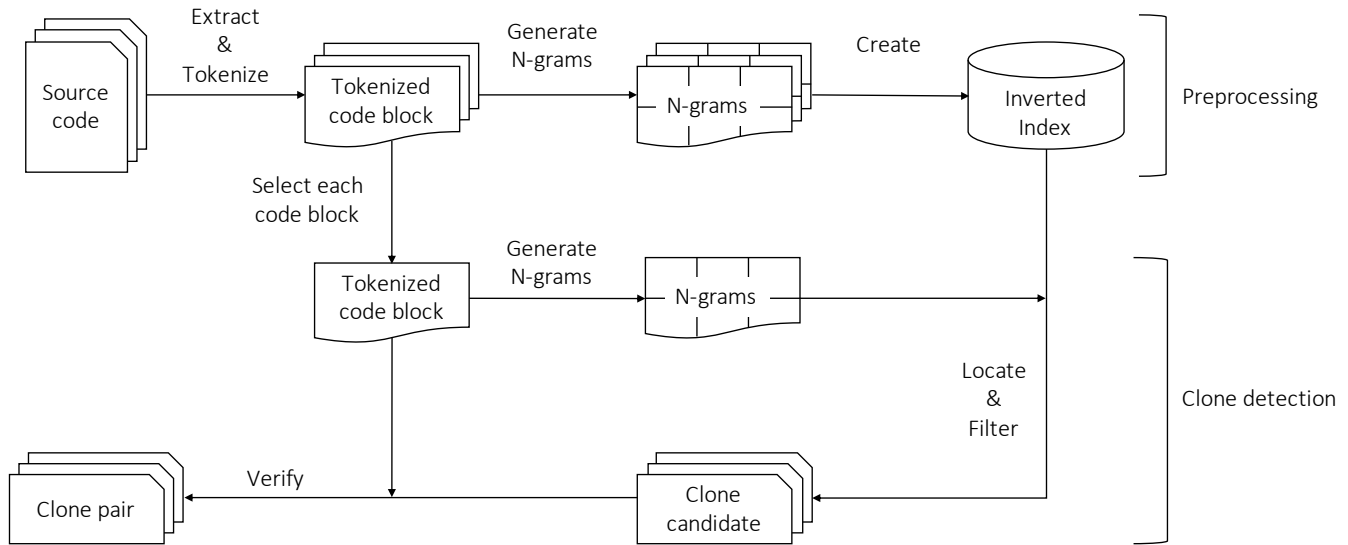 Extract
&
Tokenize
Generate
N-grams
Create
Source
code
Tokenized
code block
N-grams
Inverted
Index
Preprocessing
Select each
code block
Generate
N-grams
Tokenized
code block
N-grams
Locate
&
Filter
Clone detection
Verify
Clone pair
Clone
candidate